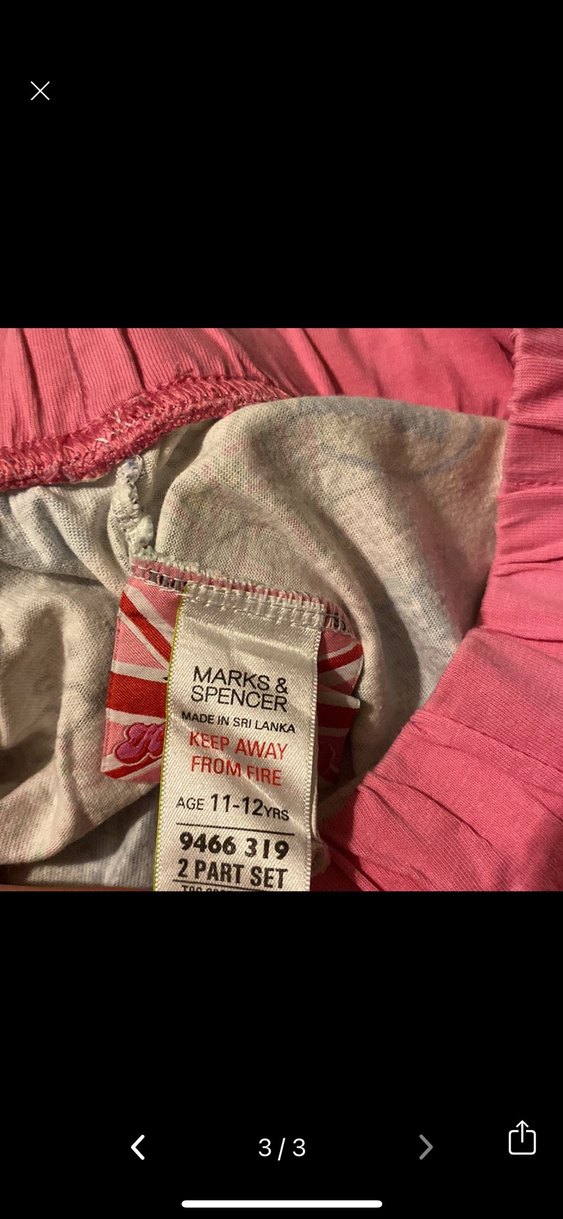 MARKS &
SPENCER
MADE IN SRI LANKA
KEEP AWAY
FROM FIRE
AGE 11-12YRS
9466 319
2 PART SET
3 / 3